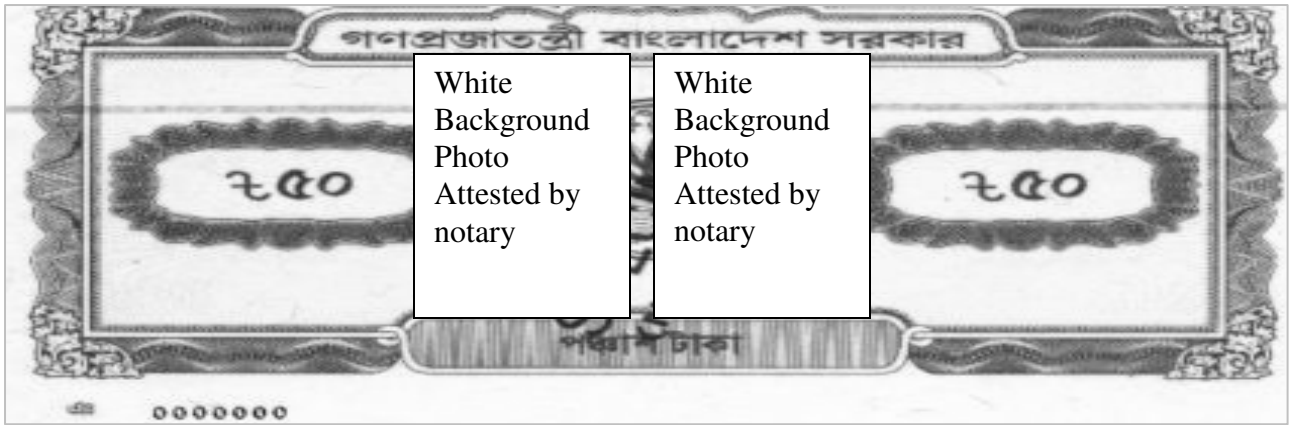 গণপ্রজাতন্ত্রী বাংলাদেশ সরকার
White
Background
Photo
Attested by
notary
White
Background
Photo
Attested by
notary
৳৫০
৳৫০
পঞ্চাশ টাকা
০০০০০০০